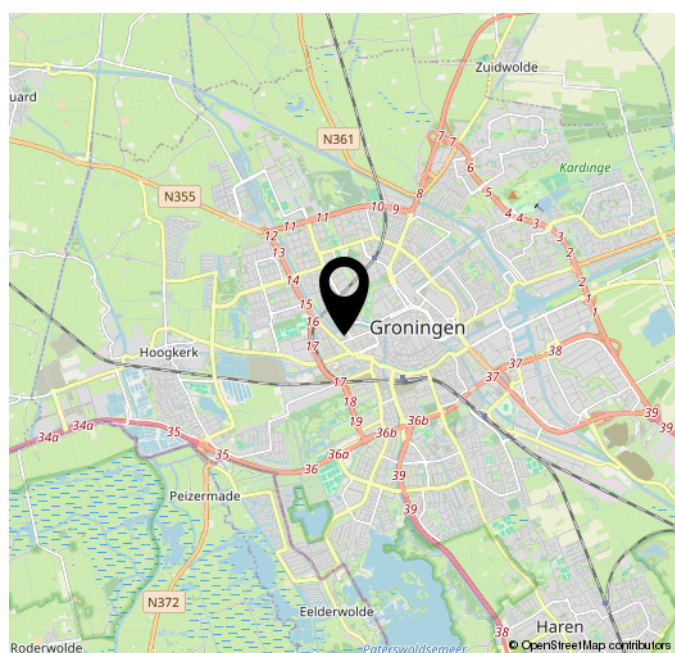 Zuidwolde
uard
N361
7
7
6
Kardinge
N355
8
5
10
9
11
11
4
4
3
12
3
13
2
14
2
15
1
16
1
Groningen
17
Hoogkerk
38
37
17
37
18
39
34a
34a
35
19
36b
36b
39
35
36
36a
39
Peizermade
39
N372
Eelderwolde
Haren
38
Roderwolde
Paterswoldsemeer
© OpenStreetMap contributors